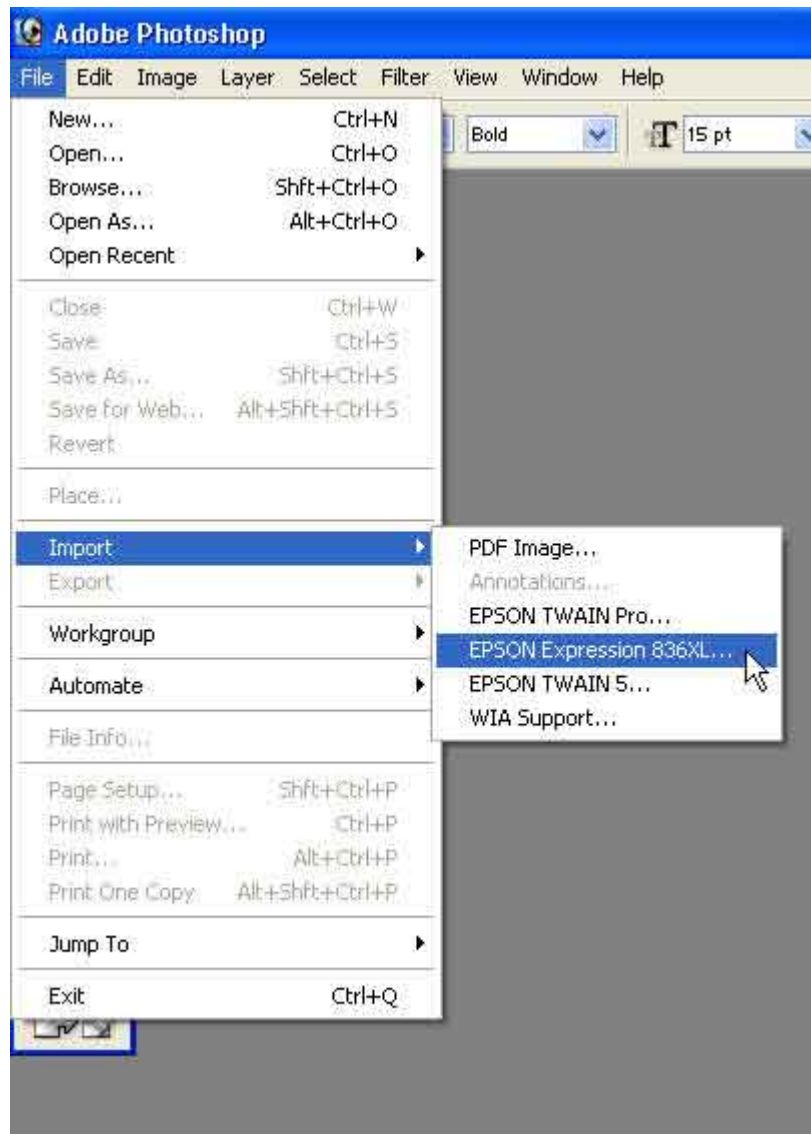 Adobe Photoshop
File Edit Image Layer Select Filter View Window Help
Bold 15 pt
New... Ctrl+N
Open... Ctrl+O
Browse... Shft+Ctrl+O
Open As... Alt+Ctrl+O
Open Recent
Close Ctrl+W
Save Ctrl+S
Save As... Shft+Ctrl+S
Save for Web... Alt+Shft+Ctrl+S
Revert
Place...
Import
Export
Workgroup
Automate
File Info...
Page Setup... Shft+Ctrl+P
Print with Preview... Ctrl+P
Print... Alt+Ctrl+P
Print One Copy Alt+Shft+Ctrl+P
Jump To
Exit Ctrl+Q
PDF Image...
Annotations...
EPSON TWAIN Pro...
EPSON Expression 836XL...
EPSON TWAIN 5...
WIA Support...